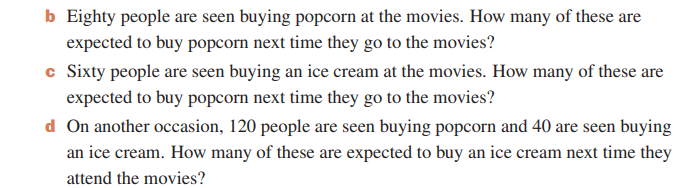 b Eighty people are seen buying popcorn at the movies. How many of these are
expected to buy popcorn next time they go to the movies?
c Sixty people are seen buying an ice cream at the movies. How many of these are
expected to buy popcorn next time they go to the movies?
d On another occasion, 120 people are seen buying popcorn and 40 are seen buying
an ice cream. How many of these are expected to buy an ice cream next time they
attend the movies?